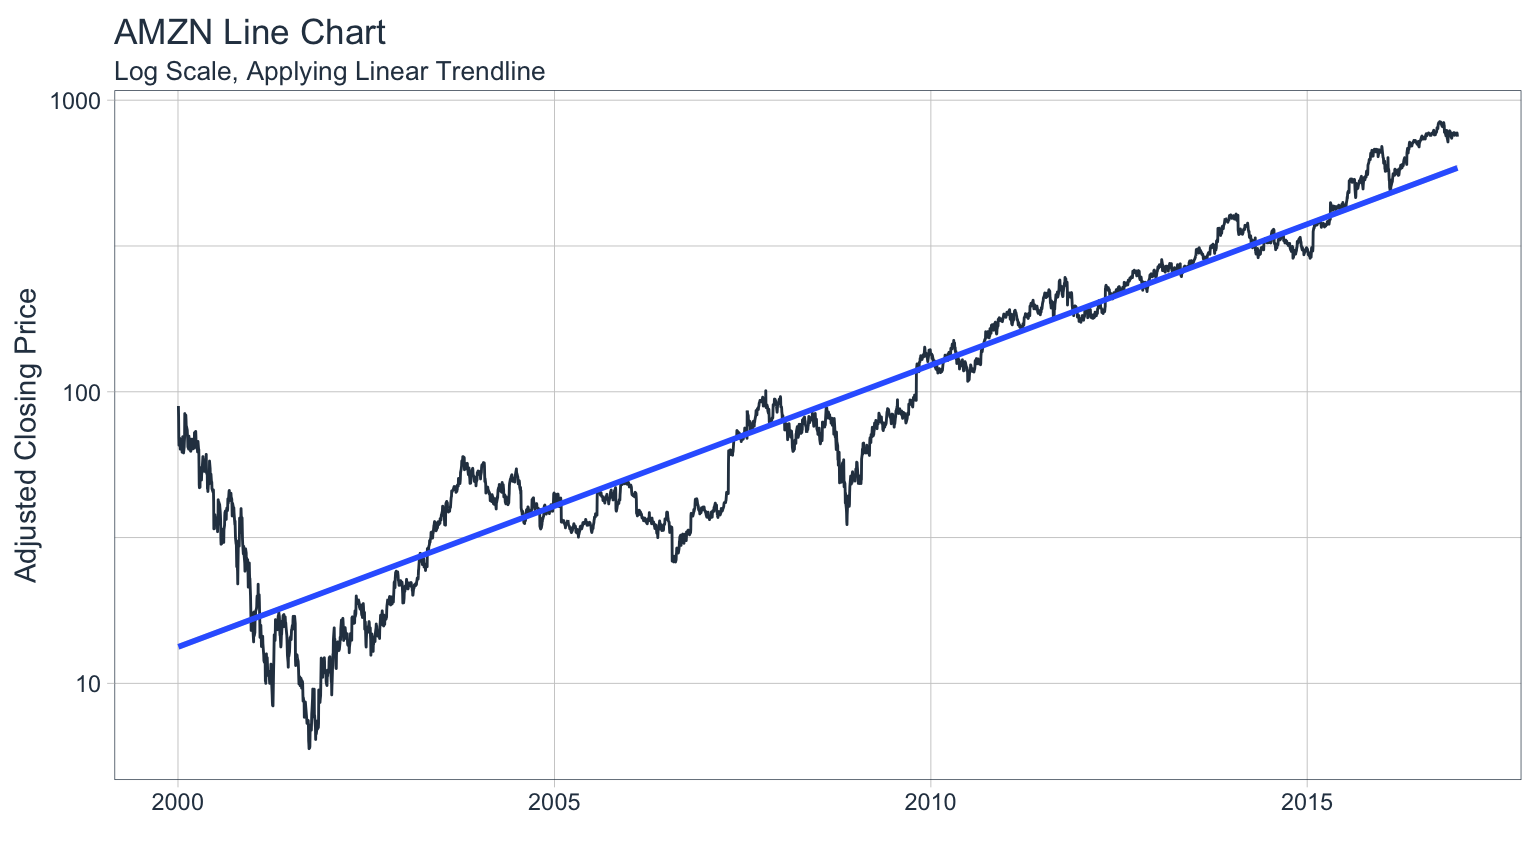 AMZN Line Chart
Log Scale, Applying Linear Trendline
Adjusted Closing Price
1000
100
10
2000 2005 2010 2015